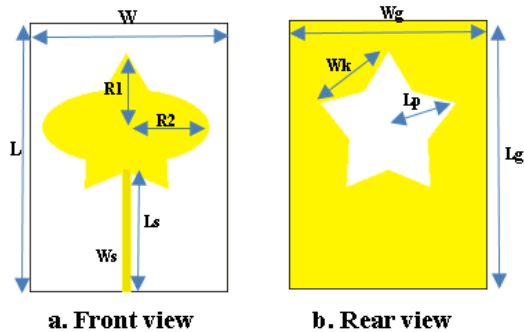 W
Wg
R1
R2
L
Ls
Ws
Wk
Lp
Lg
a. Front view
b. Rear view